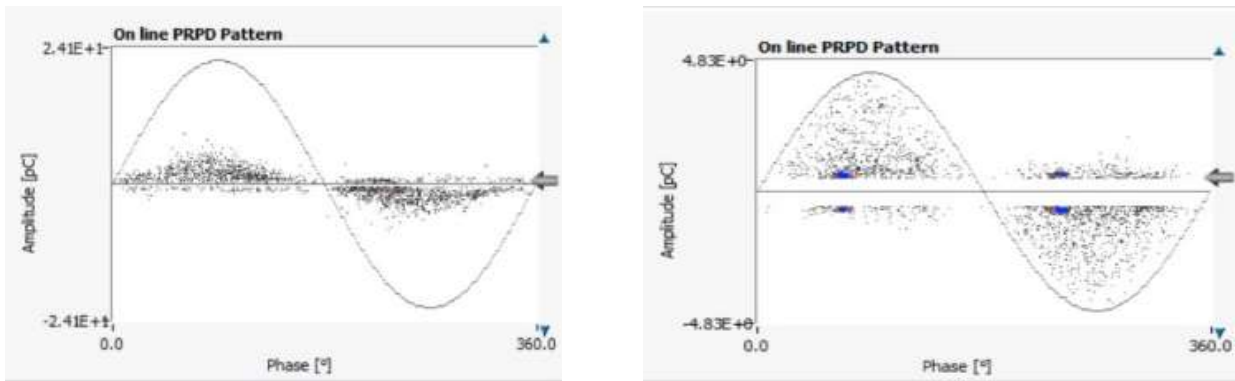 On line PRPD Pattern
2.41E+1
Amplitude [pC]
-2.41E+1
0.0
360.0
Phase [º]
On line PRPD Pattern
4.83E+0
Amplitude [pC]
-4.83E+0
0.0
360.0
Phase [º]